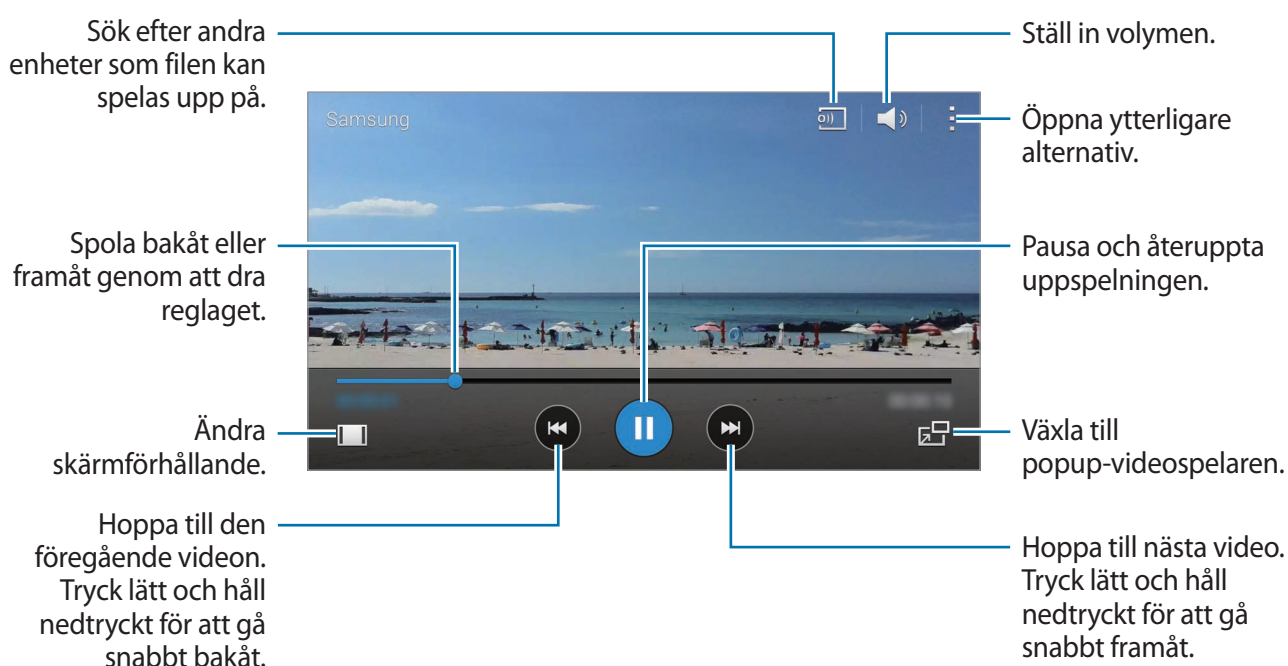 Sök efter andra
enheter som filen kan
spelas upp på.
Ställ in volymen.
Samsung
Öppna ytterligare
alternativ.
Spola bakåt eller
framåt genom att dra
reglaget.
Pausa och återuppta
uppspelningen.
Ändra
skärmförhållande.
Växla till
popup-videospelaren.
Hoppa till den
föregående videon.
Tryck lätt och håll
nedtryckt för att gå
snabbt bakåt.
Hoppa till nästa video.
Tryck lätt och håll
nedtryckt för att gå
snabbt framåt.